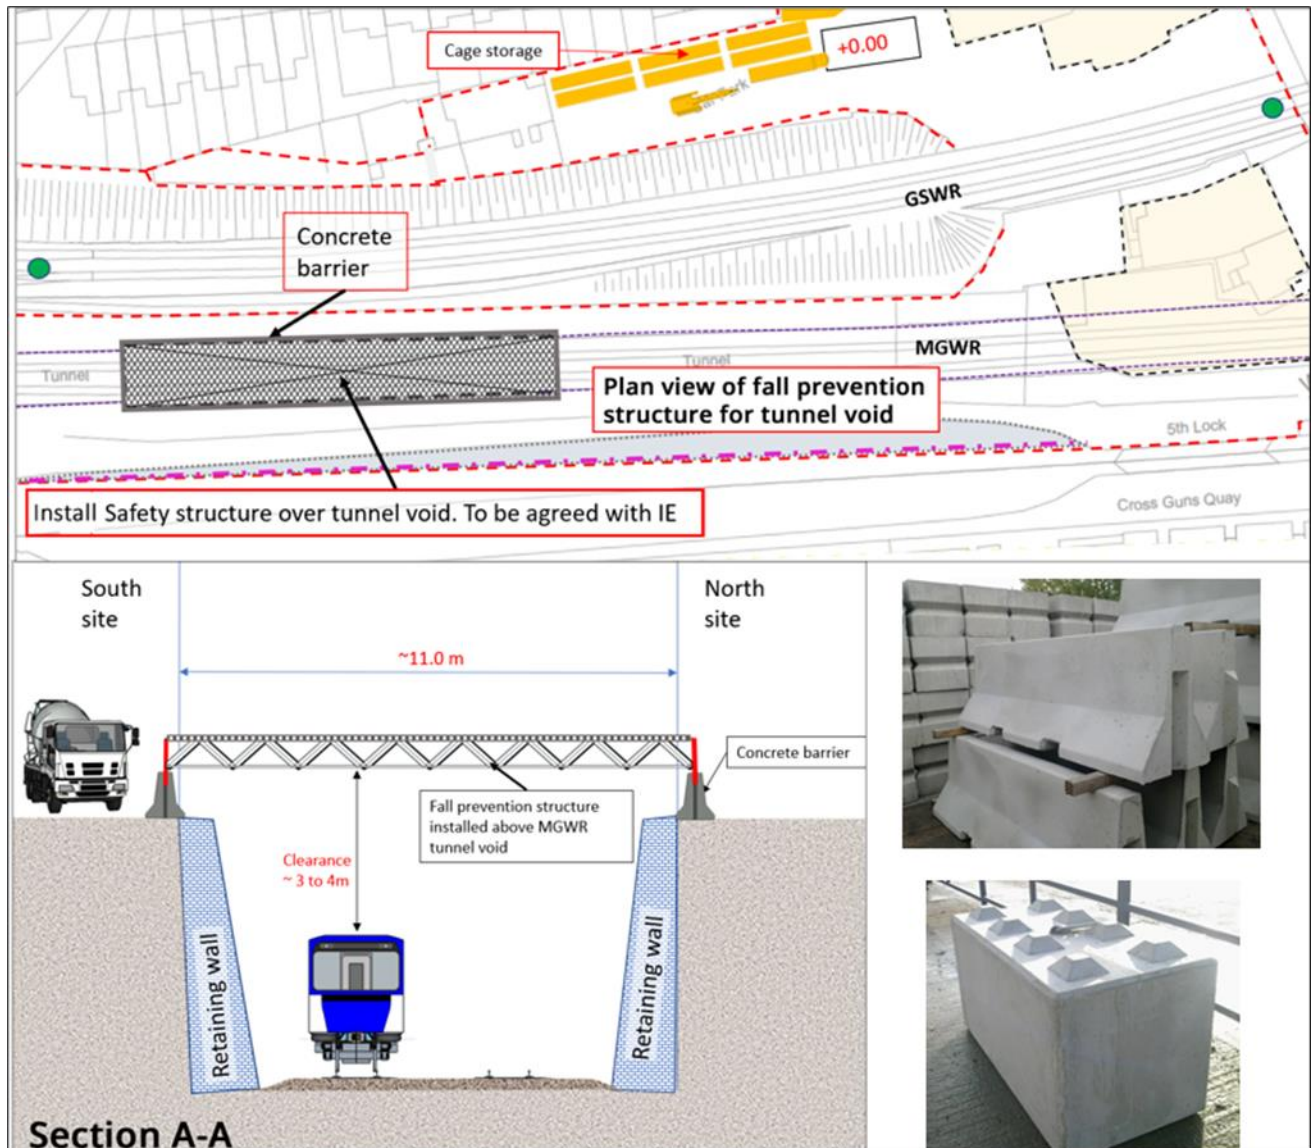 Cage storage
+0.00
Car Park
GSWR
Concrete
barrier
Tunnel
Tunnel
MGWR
Plan view of fall prevention
structure for tunnel void
5th Lock
Install Safety structure over tunnel void. To be agreed with IE
Cross Guns Quay
South
site
North
site
~11.0 m
Concrete barrier
Fall prevention structure
installed above MGWR
tunnel void
Clearance
~ 3 to 4m
Retaining wall
Retaining wall
Section A-A